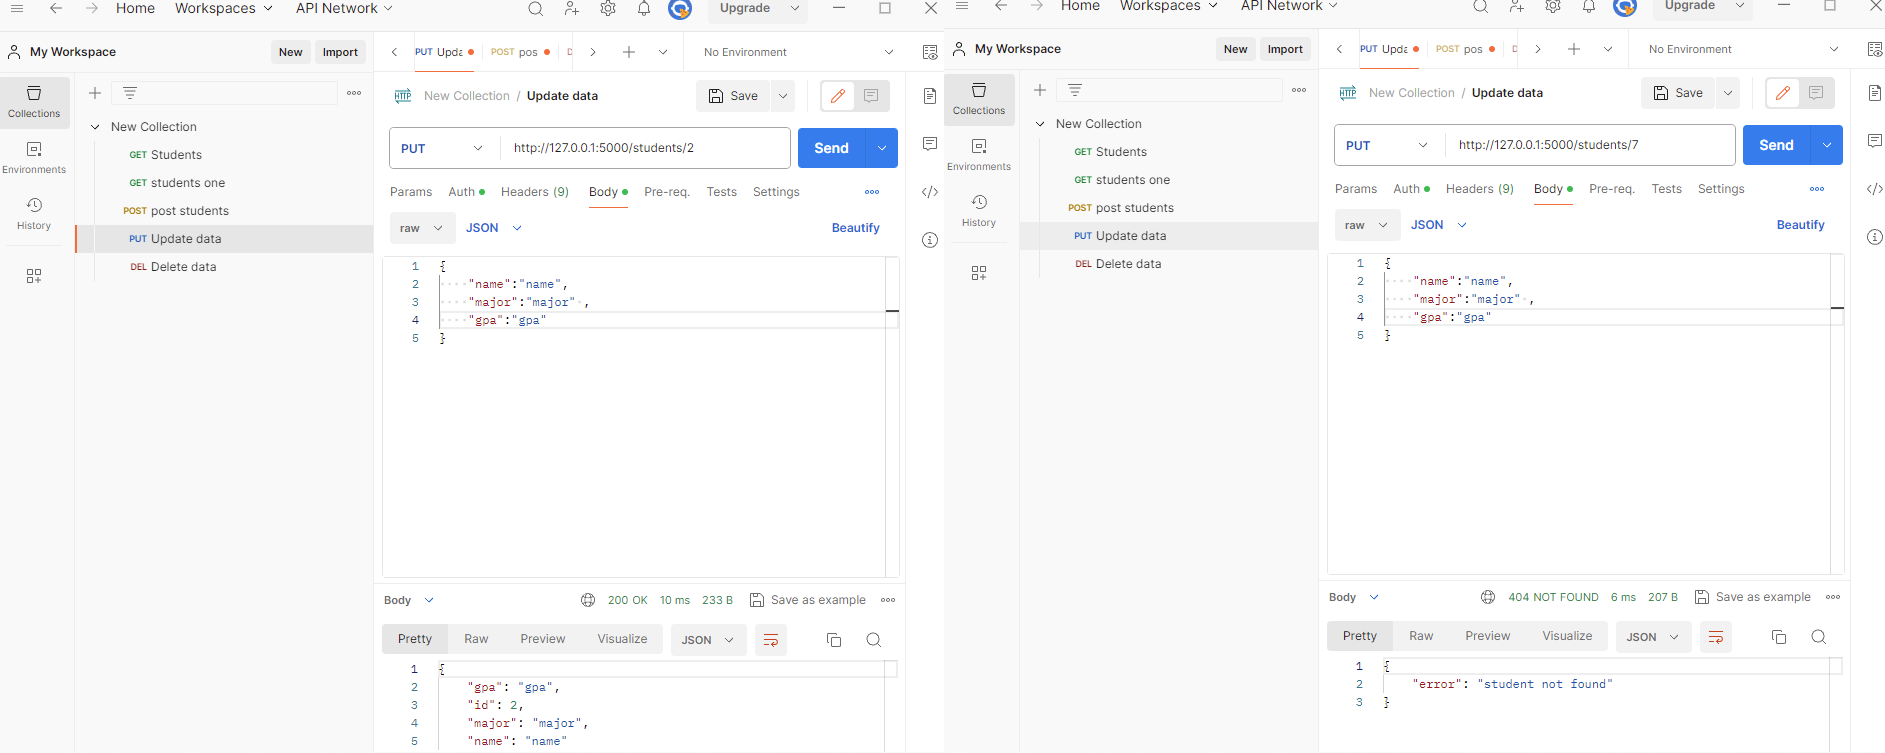 Home Workspaces API Network Upgrade
My Workspace New Import
PUT Upda POST pos No Environment
Collections
Environments
History
New Collection
GET Students
GET students one
POST post students
PUT Update data
DEL Delete data
HTTP New Collection / Update data Save
PUT http://127.0.0.1:5000/students/2 Send
Params Auth Headers (9) Body Pre-req. Tests Settings
raw JSON Beautify
1 {
2 "name":"name",
3 "major":"major" ,
4 "gpa":"gpa"
5 }
Body 200 OK 10 ms 233 B Save as example
Pretty Raw Preview Visualize JSON
1 {
2 "gpa": "gpa",
3 "id": 2,
4 "major": "major",
5 "name": "name"
Home Workspaces API Network Upgrade
My Workspace New Import
PUT Upda POST pos No Environment
Collections
Environments
History
New Collection
GET Students
GET students one
POST post students
PUT Update data
DEL Delete data
HTTP New Collection / Update data Save
PUT http://127.0.0.1:5000/students/7 Send
Params Auth Headers (9) Body Pre-req. Tests Settings
raw JSON Beautify
1 {
2 "name":"name",
3 "major":"major" ,
4 "gpa":"gpa"
5 }
Body 404 NOT FOUND 6 ms 207 B Save as example
Pretty Raw Preview Visualize JSON
1 {
2 "error": "student not found"
3 }